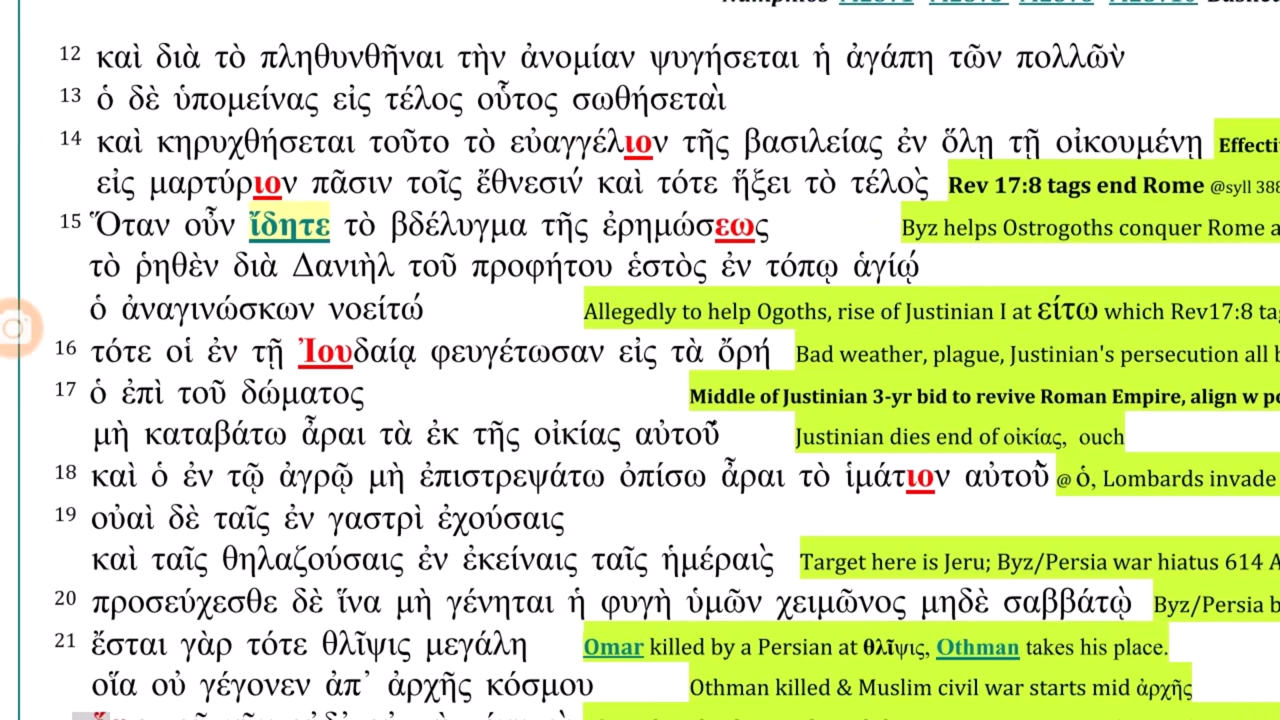 12 καὶ διὰ τὸ πληθυνθῆναι τὴν ἀνομίαν ψυγήσεται ἡ ἀγάπη τῶν πολλῶν̀
13 ὁ δὲ ὑπομείνας εἰς τέλος οὗτος σωθήσεταὶ
14 καὶ κηρυχθήσεται τοῦτο τὸ εὐαγγέλιον τῆς βασιλείας ἐν ὅλῃ τῇ οἰκουμένῃ Effecti
εἰς μαρτύριον πᾶσιν τοῖς ἔθνεσιν́ καὶ τότε ἥξει τὸ τέλος̀ Rev 17:8 tags end Rome @syll 388
15 Ὅταν οὖν ἴδητε τὸ βδέλυγμα τῆς ἐρημώσεως Byz helps Ostrogoths conquer Rome a
τὸ ῥηθὲν διὰ Δανιὴλ τοῦ προφήτου ἑστὸς ἐν τόπῳ ἁγίῴ
ὁ ἀναγινώσκων νοείτώ Allegedly to help Ogoths, rise of Justinian I at είτω which Rev17:8 ta
16 τότε οἱ ἐν τῇ Ἰουδαίᾳ φευγέτωσαν εἰς τὰ ὄρή Bad weather, plague, Justinian's persecution all b
17 ὁ ἐπὶ τοῦ δώματος Middle of Justinian 3-yr bid to revive Roman Empire, align w po
μὴ καταβάτω ἆραι τὰ ἐκ τῆς οἰκίας αὐτοῦ̈́ Justinian dies end of οἰκίας, ouch
18 καὶ ὁ ἐν τῷ ἀγρῷ μὴ ἐπιστρεψάτω ὀπίσω ἆραι τὸ ἱμάτιον αὐτοῦ̀ @ ὁ, Lombards invade
19 οὐαὶ δὲ ταῖς ἐν γαστρὶ ἐχούσαις
καὶ ταῖς θηλαζούσαις ἐν ἐκείναις ταῖς ἡμέραις̀ Target here is Jeru; Byz/Persia war hiatus 614 A
20 προσεύχεσθε δὲ ἵνα μὴ γένηται ἡ φυγὴ ὑμῶν χειμῶνος μηδὲ σαββάτῲ Byz/Persia b
21 ἔσται γὰρ τότε θλῖψις μεγάλη Omar killed by a Persian at θλῖψις, Othman takes his place.
οἵα οὐ γέγονεν ἀπ᾽ ἀρχῆς κόσμου Othman killed & Muslim civil war starts mid ἀρχῆς